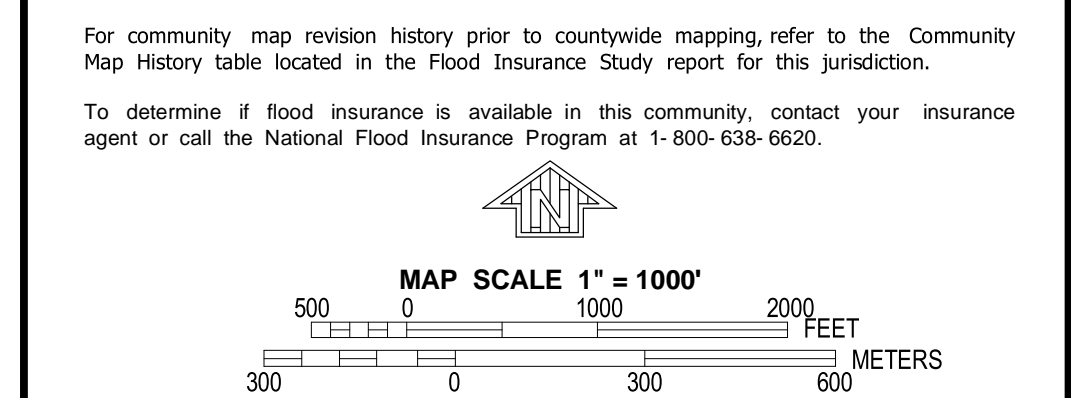 For community map revision history prior to countywide mapping, refer to the Community
Map History table located in the Flood Insurance Study report for this jurisdiction.
To determine if flood insurance is available in this community, contact your insurance
agent or call the National Flood Insurance Program at 1- 800- 638- 6620.
N
MAP SCALE 1" = 1000'
500 0 1000 2000
FEET
METERS
300 0 300 600